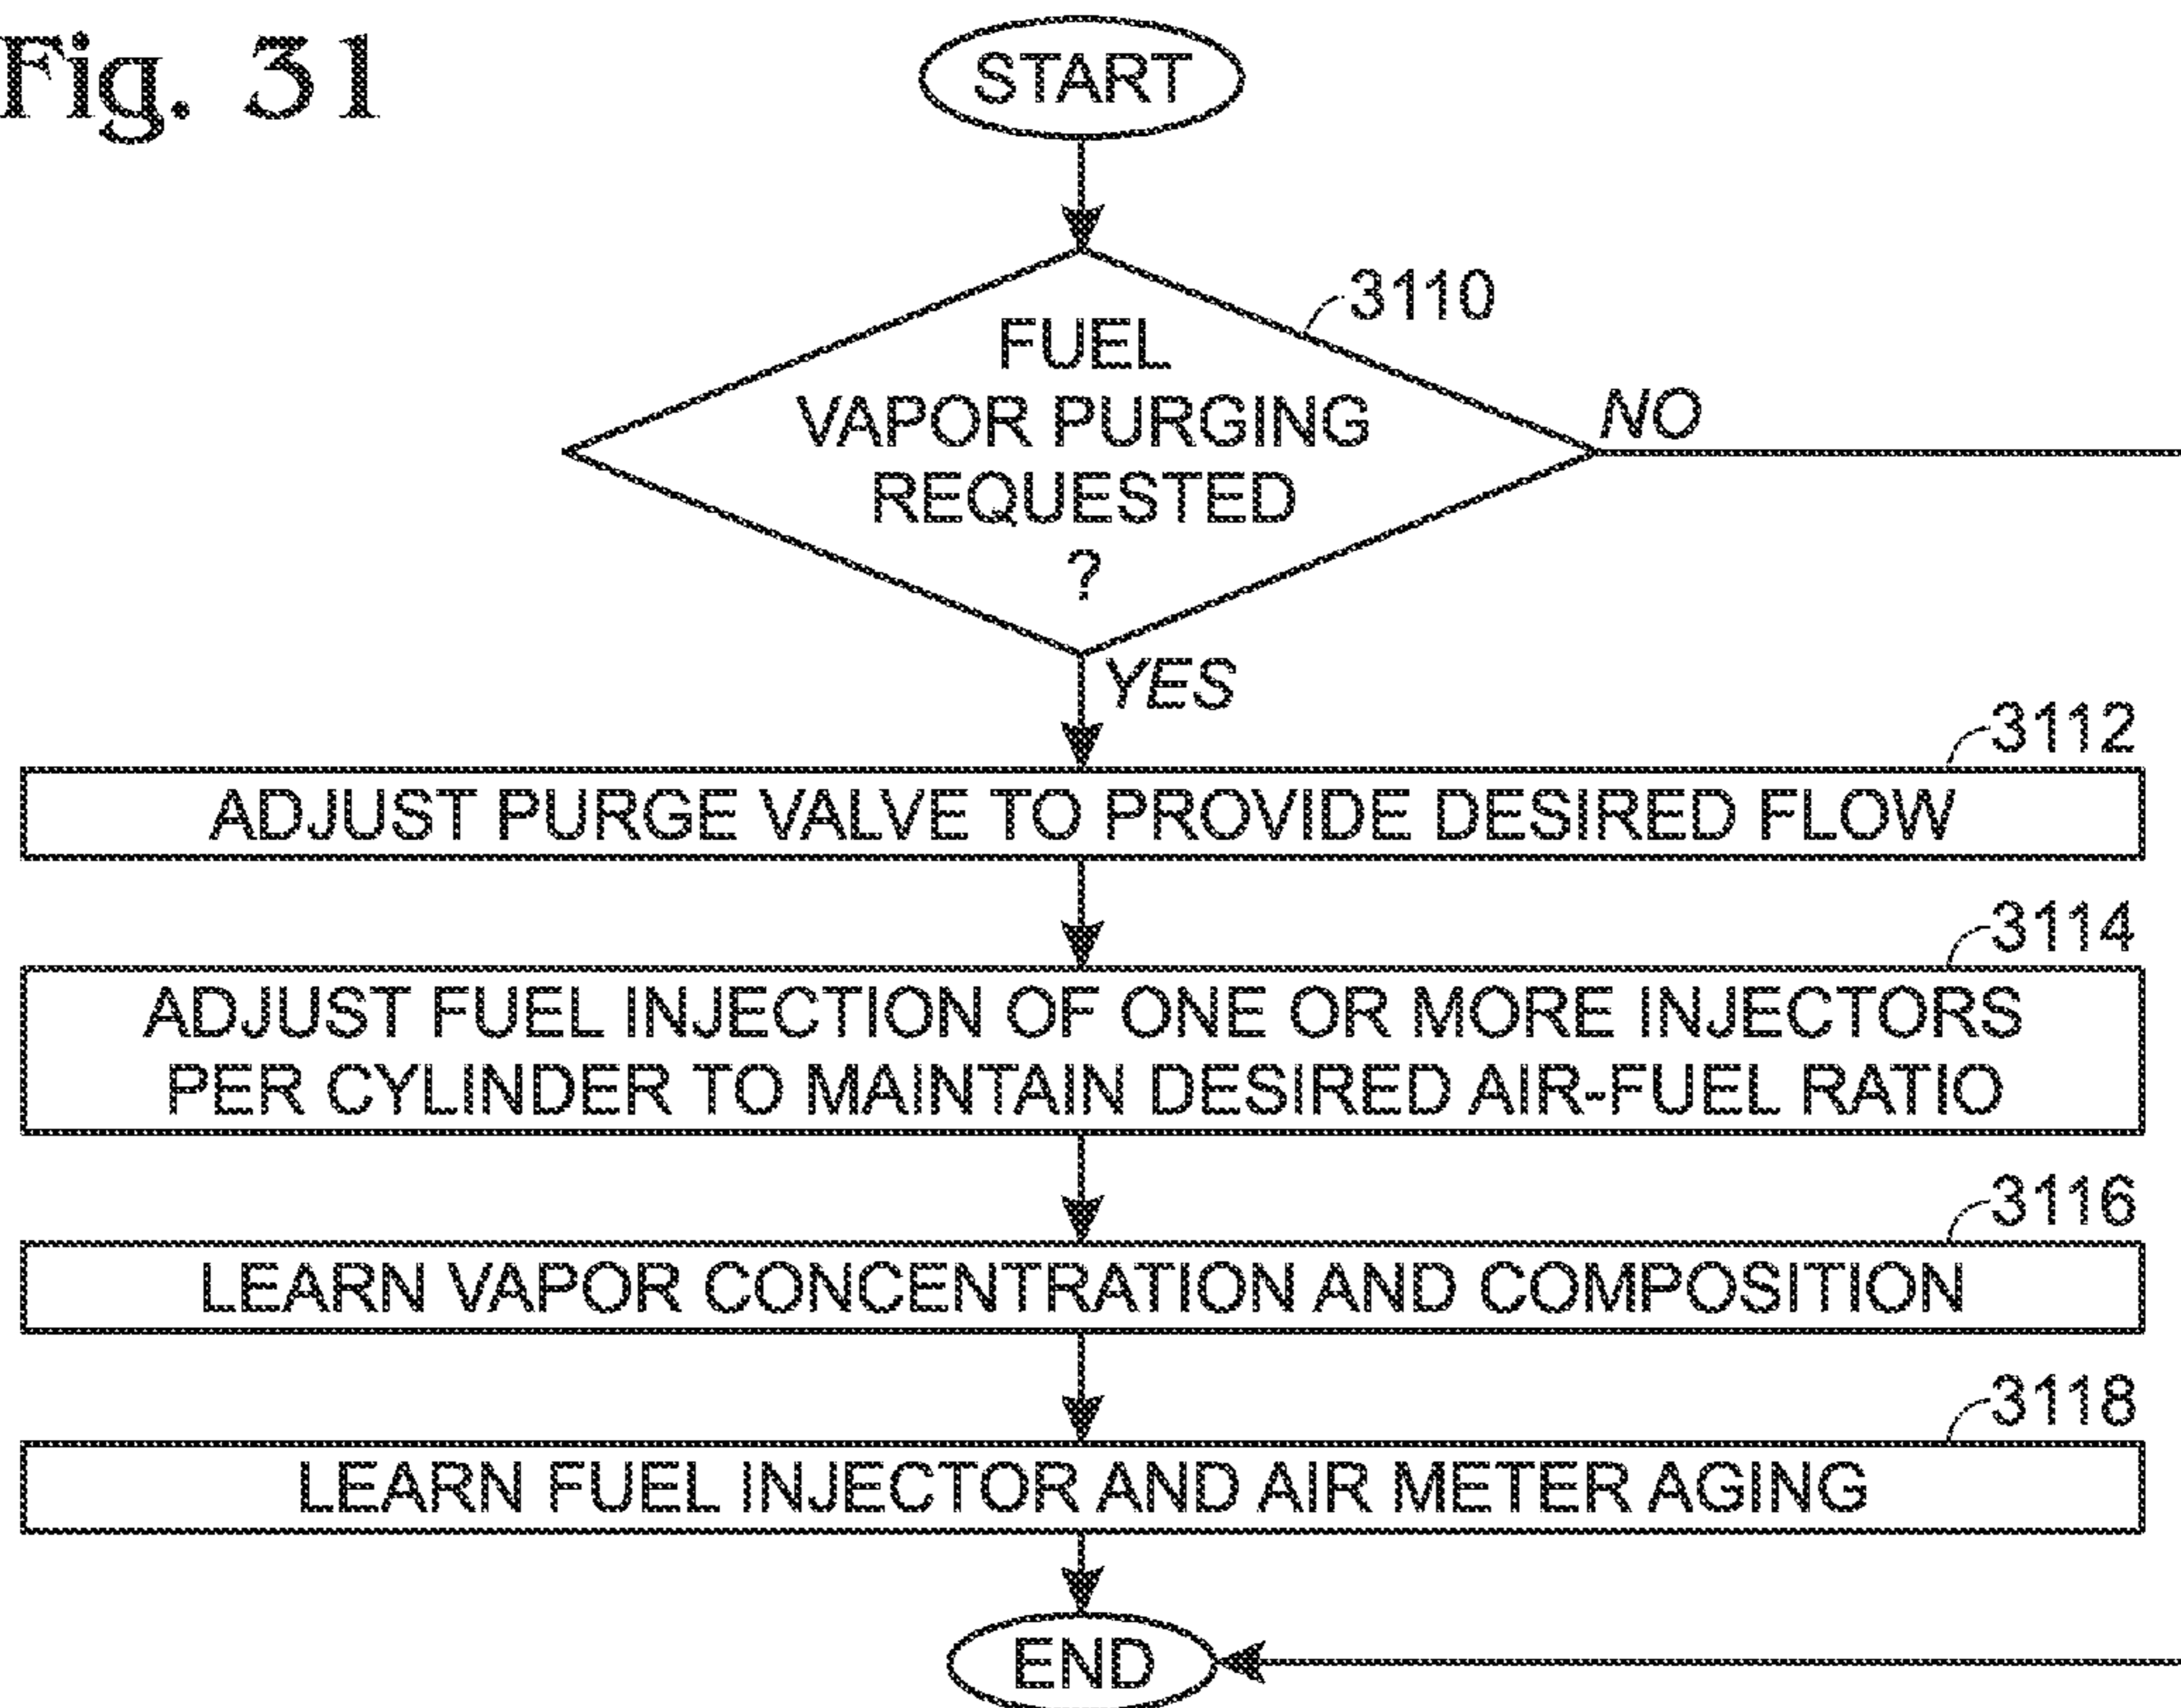 Fig. 31
START
3110
FUEL
VAPOR PURGING
REQUESTED
?
NO
YES
3112
ADJUST PURGE VALVE TO PROVIDE DESIRED FLOW
3114
ADJUST FUEL INJECTION OF ONE OR MORE INJECTORS
PER CYLINDER TO MAINTAIN DESIRED AIR-FUEL RATIO
3116
LEARN VAPOR CONCENTRATION AND COMPOSITION
3118
LEARN FUEL INJECTOR AND AIR METER AGING
END